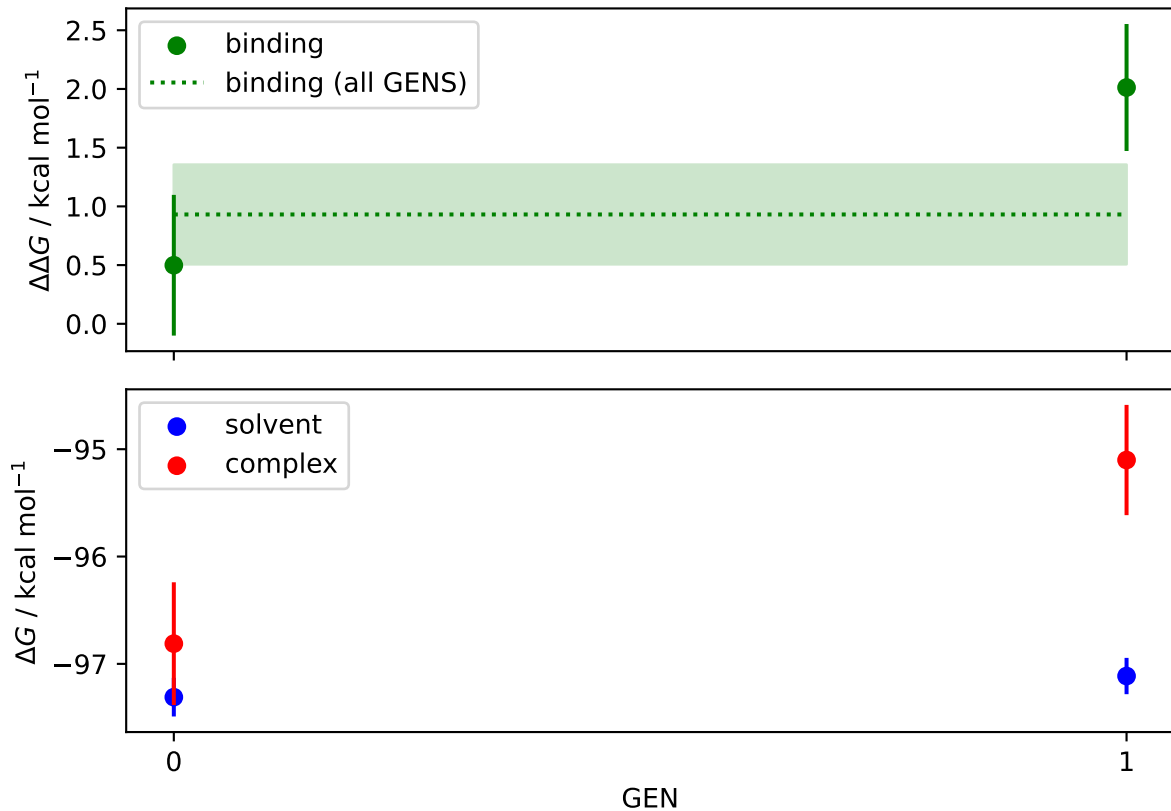 2.5
2.0
1.5
1.0
0.5
0.0
ΔΔG / kcal mol⁻¹
binding
binding (all GENS)
−95
−96
−97
ΔG / kcal mol⁻¹
solvent
complex
0
1
GEN